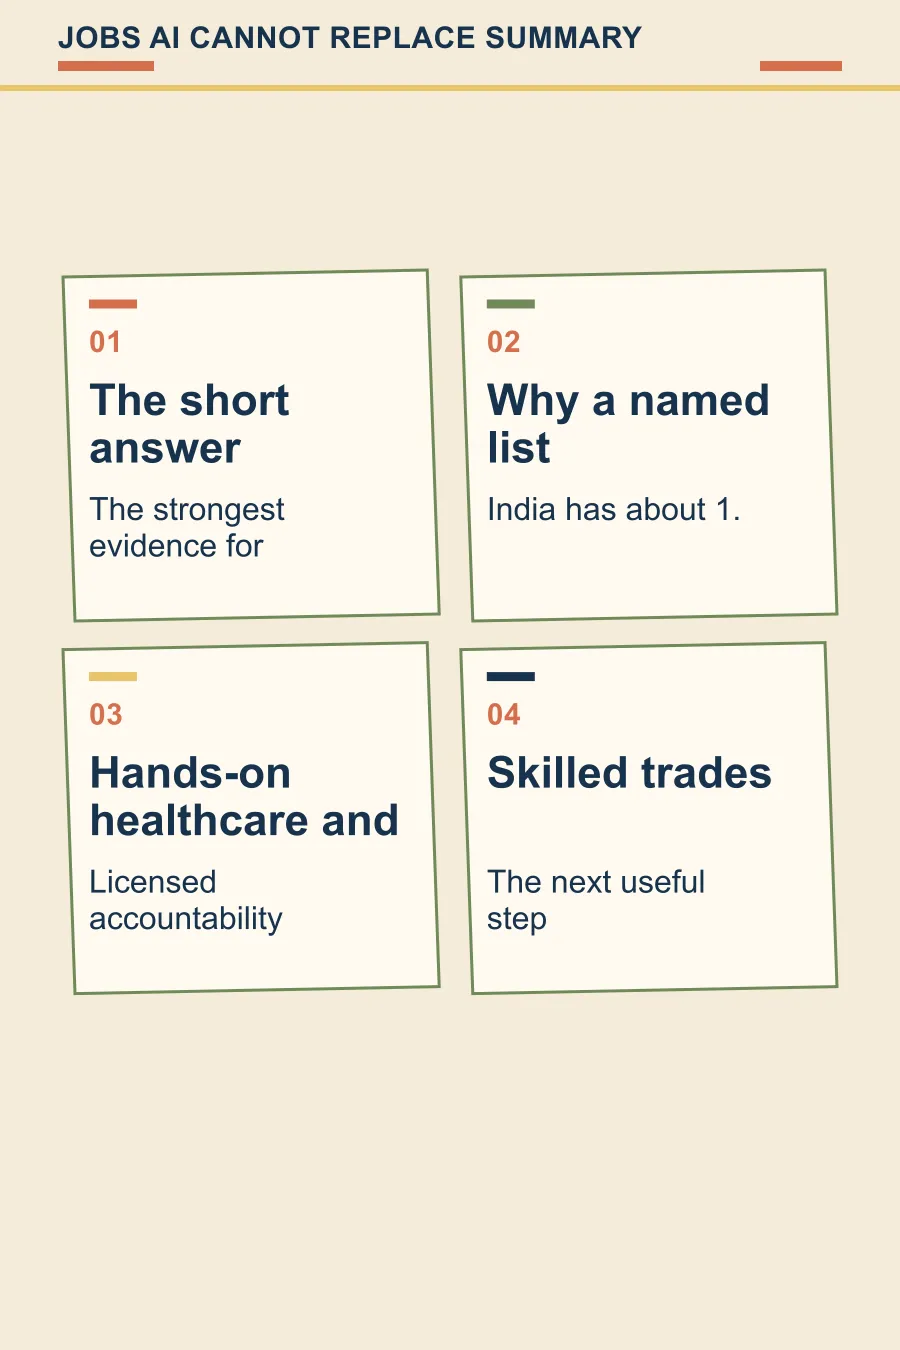 JOBS AI CANNOT REPLACE SUMMARY
01
The short
answer
The strongest
evidence for
02
Why a named
list
India has about 1.
03
Hands-on
healthcare and
Licensed
accountability
04
Skilled trades
The next useful
step